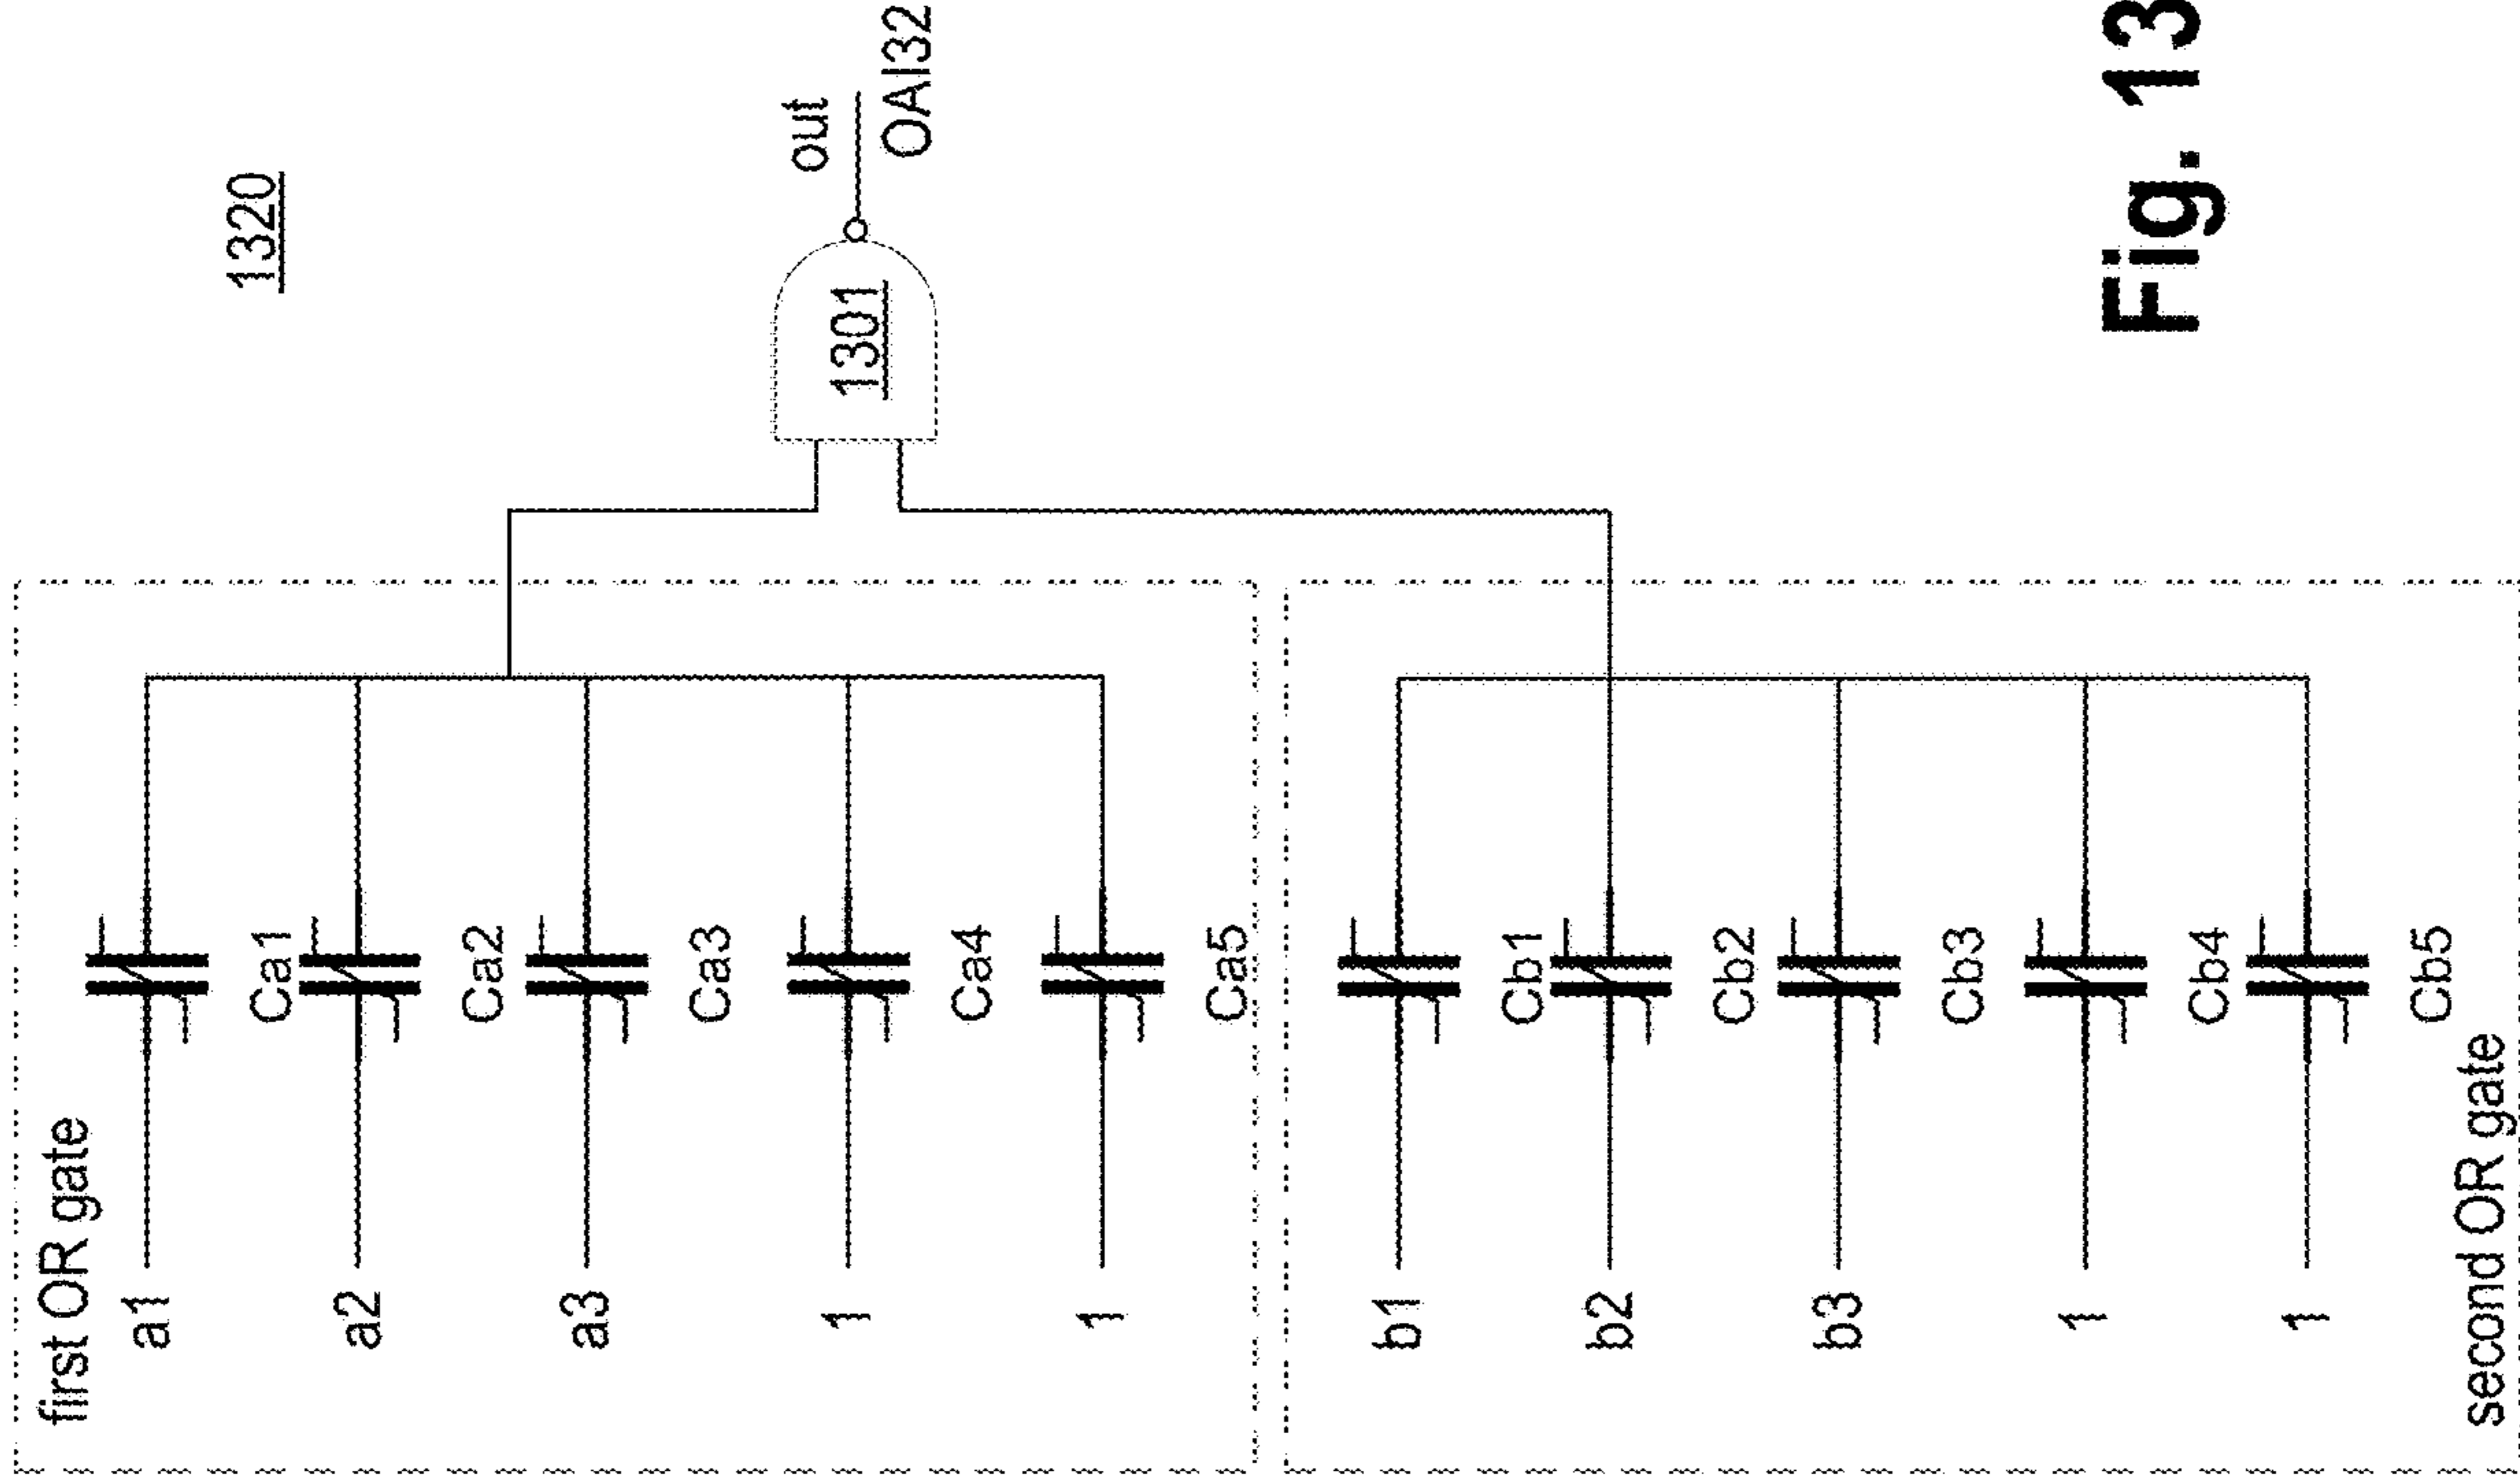 1320
first OR gate
a1
Ca1
a2
Ca2
a3
Ca3
1
Ca4
1
Ca5
1301
out
OAI32
b1
Cb1
b2
Cb2
b3
Cb3
1
Cb4
1
Cb5
second OR gate
Fig. 13